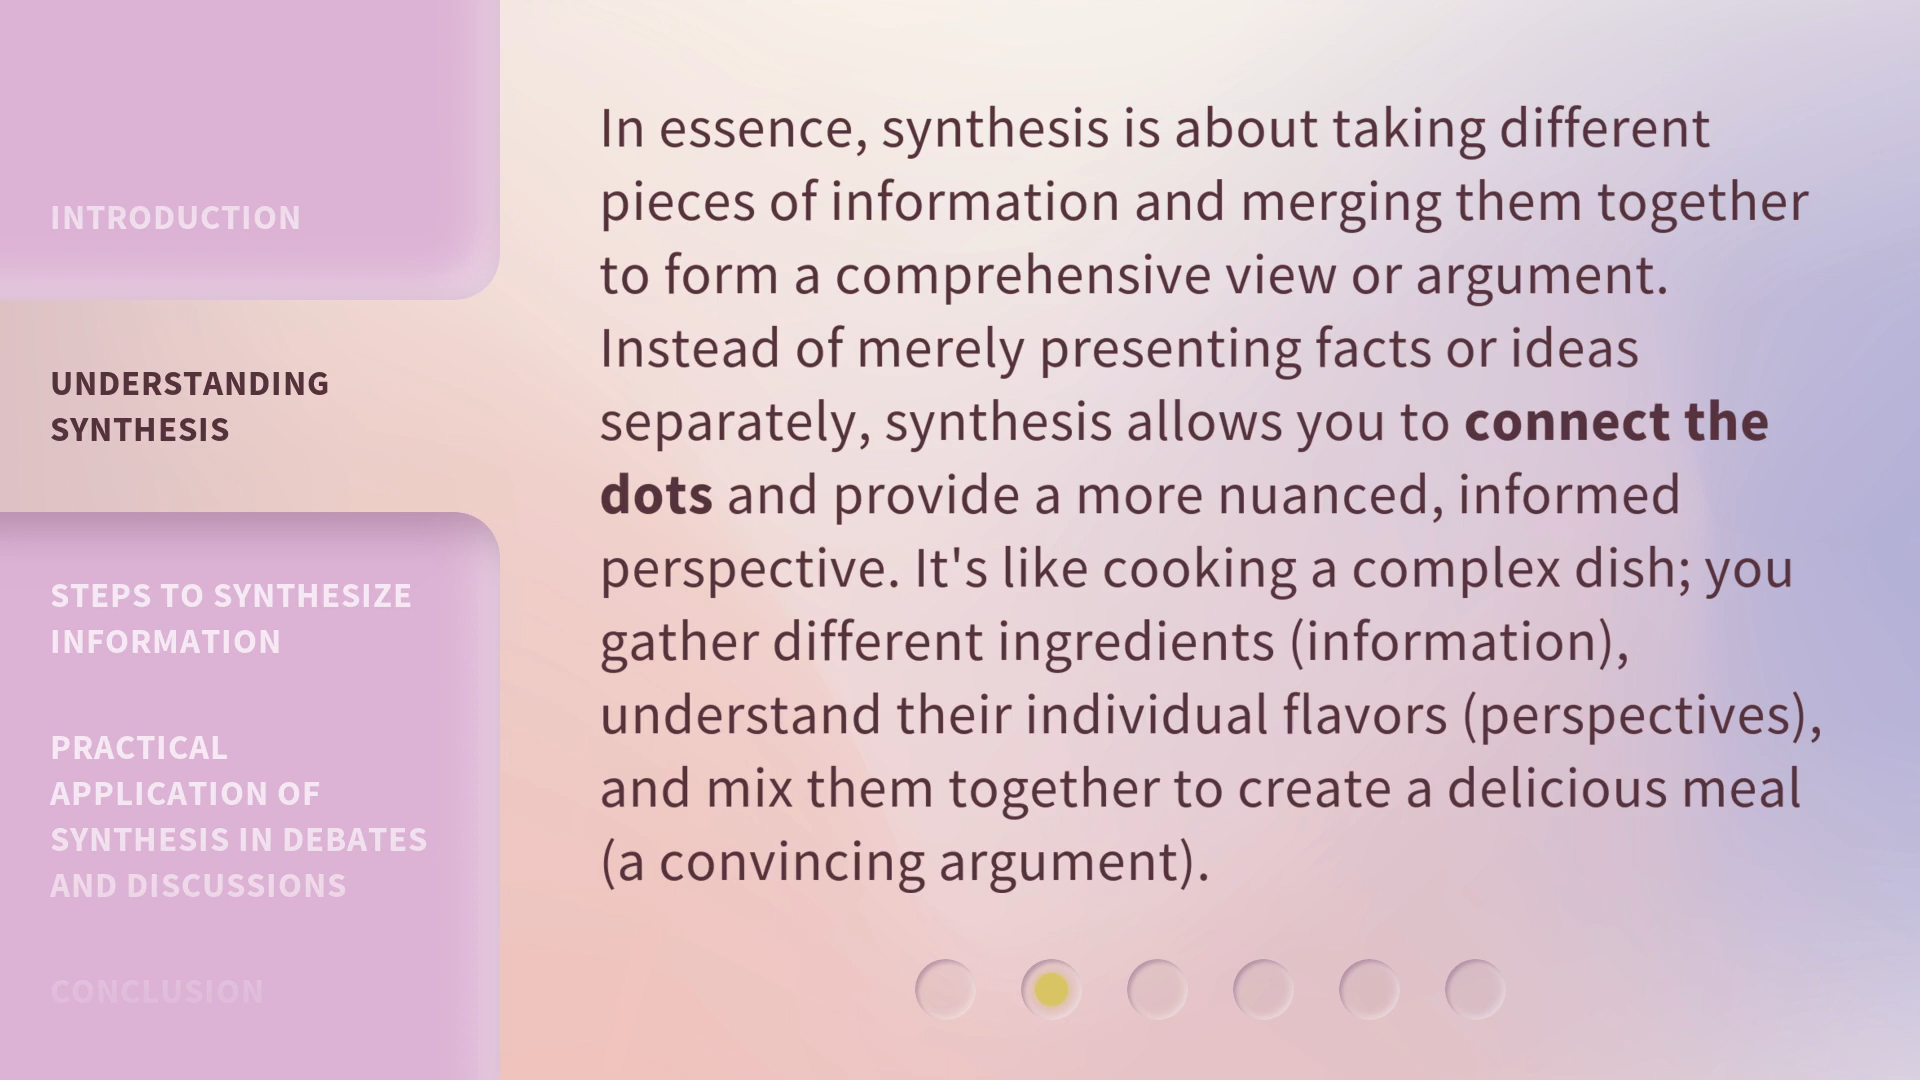 INTRODUCTION
UNDERSTANDING
SYNTHESIS
STEPS TO SYNTHESIZE
INFORMATION
PRACTICAL
APPLICATION OF
SYNTHESIS IN DEBATES
AND DISCUSSIONS
CONCLUSION
In essence, synthesis is about taking different
pieces of information and merging them together
to form a comprehensive view or argument.
Instead of merely presenting facts or ideas
separately, synthesis allows you to connect the
dots and provide a more nuanced, informed
perspective. It's like cooking a complex dish; you
gather different ingredients (information),
understand their individual flavors (perspectives),
and mix them together to create a delicious meal
(a convincing argument).